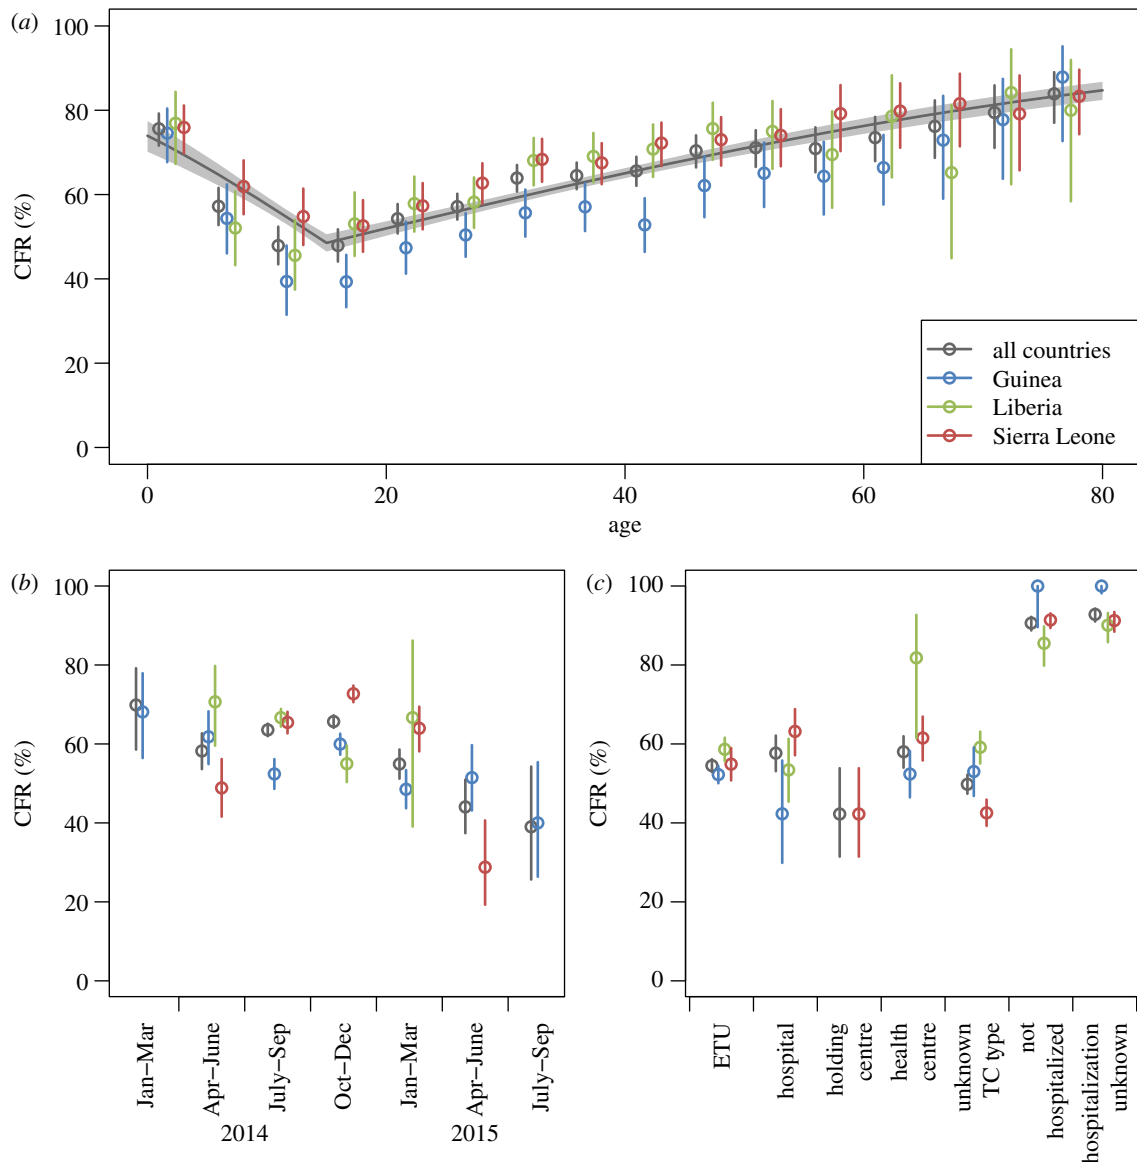 (a)
100
80
60
40
20
0
CFR (%)
0 20 40 60 80
age
all countries
Guinea
Liberia
Sierra Leone
(b)
100
80
60
40
20
0
CFR (%)
Jan–Mar
Apr–June
July–Sep
Oct–Dec
Jan–Mar
Apr–June
July–Sep
2014 2015
(c)
100
80
60
40
20
0
CFR (%)
ETU
hospital
holding
centre
health
centre
unknown
TC type
not
hospitalized
hospitalization
unknown